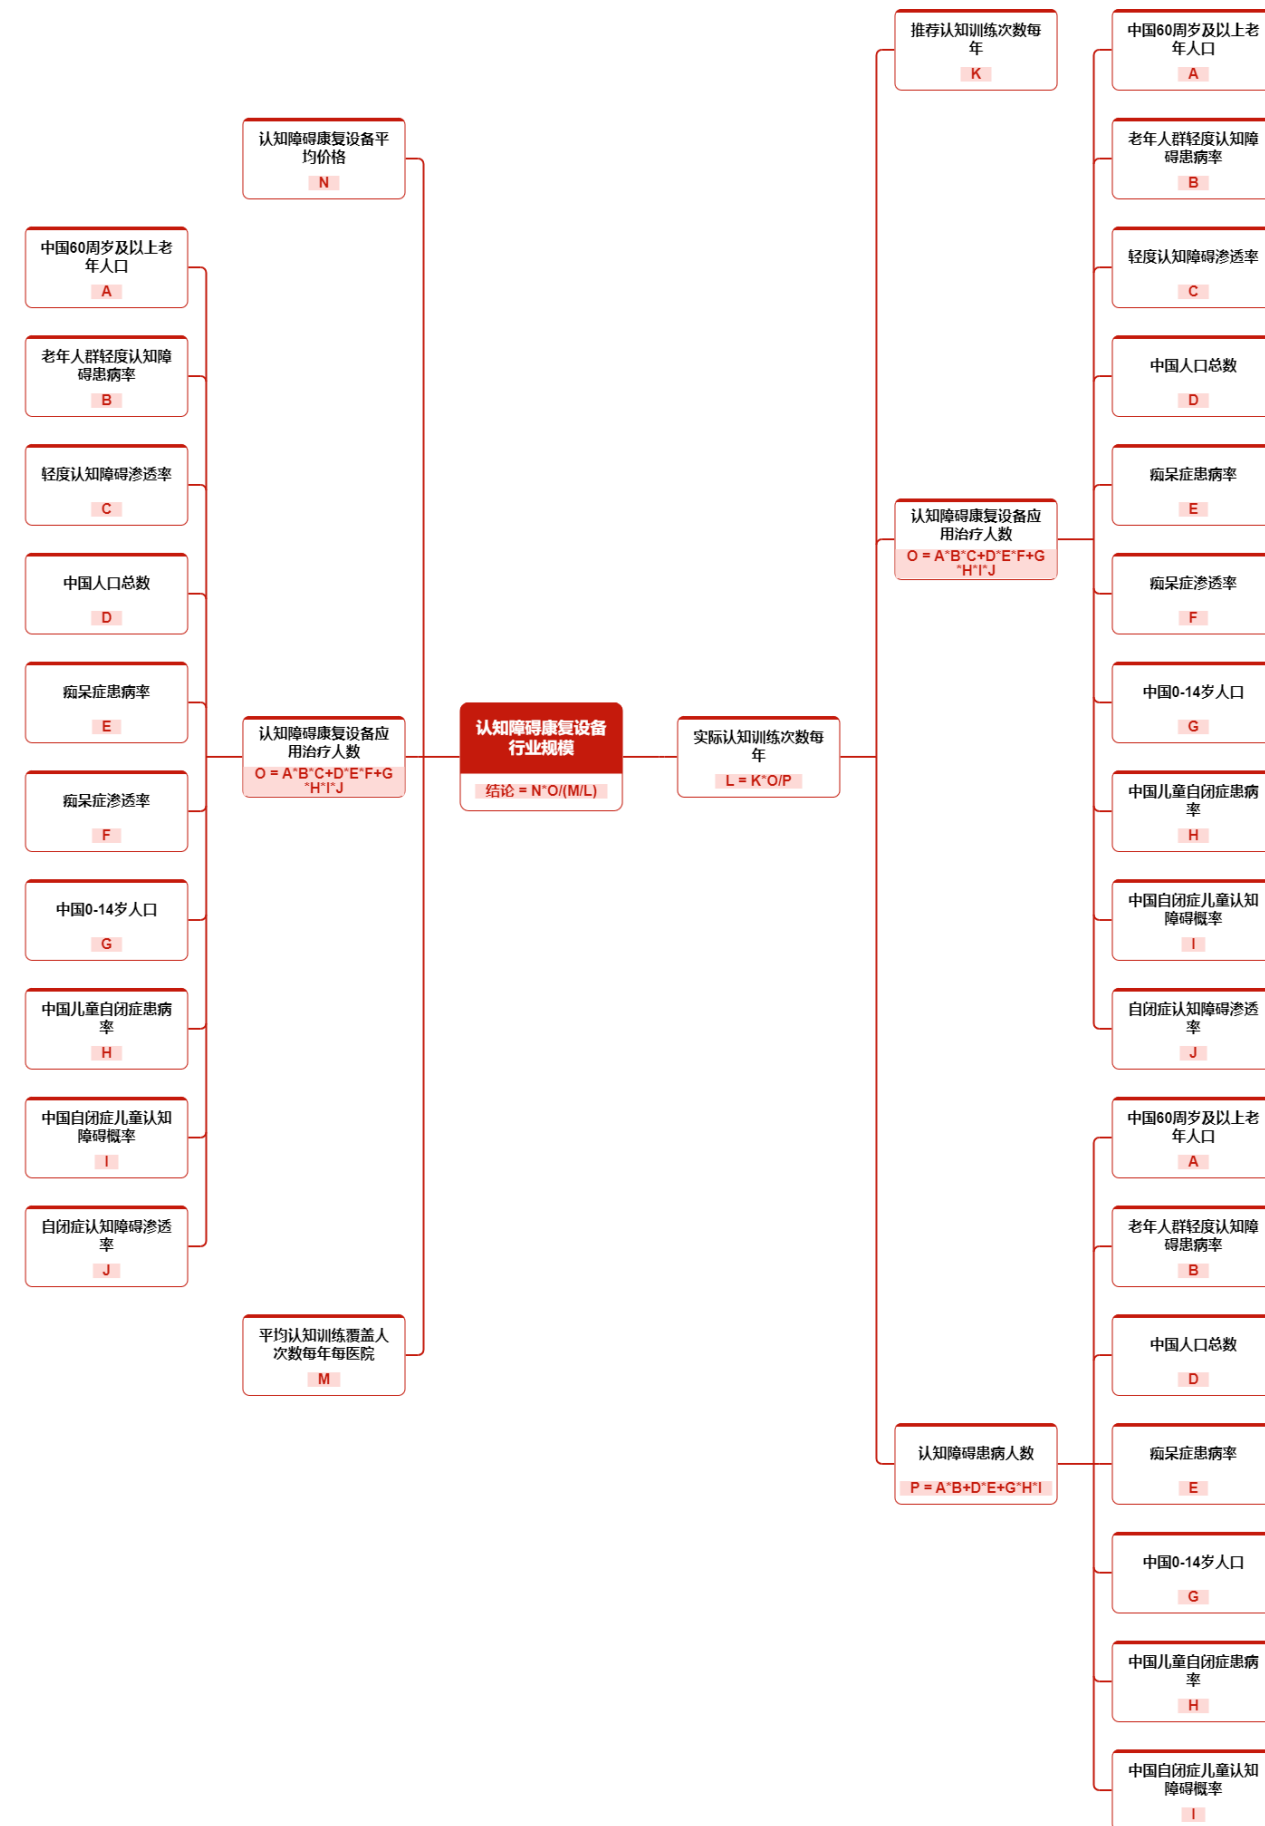 认知障碍康复设备
行业规模
结论 = N*O/(M/L)
认知障碍康复设备平
均价格
N
认知障碍康复设备应
用治疗人数
O = A*B*C+D*E*F+G
*H*I*J
中国60周岁及以上老
年人口
A
老年人群轻度认知障
碍患病率
B
轻度认知障碍渗透率
C
中国人口总数
D
痴呆症患病率
E
痴呆症渗透率
F
中国0-14岁人口
G
中国儿童自闭症患病
率
H
中国自闭症儿童认知
障碍概率
I
自闭症认知障碍渗透
率
J
平均认知训练覆盖人
次数每年每医院
M
实际认知训练次数每
年
L = K*O/P
推荐认知训练次数每
年
K
认知障碍康复设备应
用治疗人数
O = A*B*C+D*E*F+G
*H*I*J
中国60周岁及以上老
年人口
A
老年人群轻度认知障
碍患病率
B
轻度认知障碍渗透率
C
中国人口总数
D
痴呆症患病率
E
痴呆症渗透率
F
中国0-14岁人口
G
中国儿童自闭症患病
率
H
中国自闭症儿童认知
障碍概率
I
自闭症认知障碍渗透
率
J
认知障碍患病人数
P = A*B+D*E+G*H*I
中国60周岁及以上老
年人口
A
老年人群轻度认知障
碍患病率
B
中国人口总数
D
痴呆症患病率
E
中国0-14岁人口
G
中国儿童自闭症患病
率
H
中国自闭症儿童认知
障碍概率
I